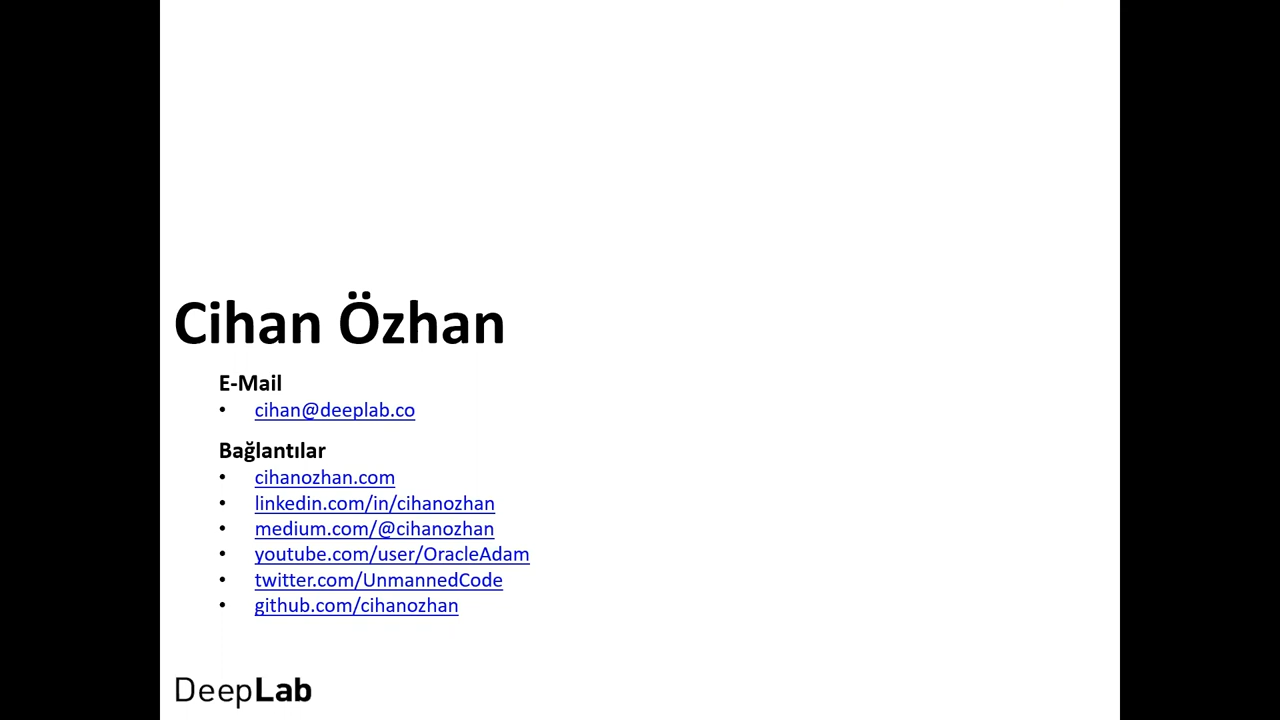 Cihan Özhan
E-Mail
• cihan@deeplab.co
Bağlantılar
• cihanozhan.com
• linkedin.com/in/cihanozhan
• medium.com/@cihanozhan
• youtube.com/user/OracleAdam
• twitter.com/UnmannedCode
• github.com/cihanozhan
DeepLab